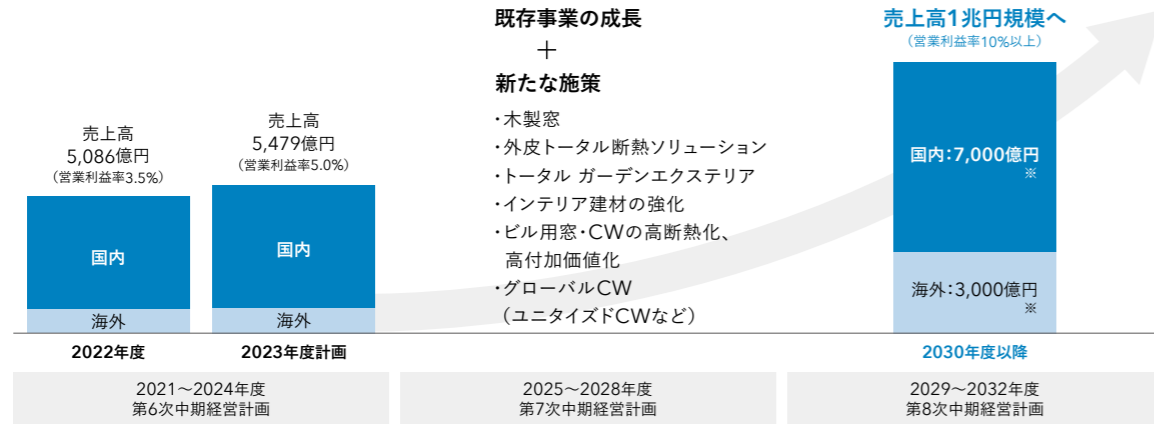 売上高
5,086億円
(営業利益率3.5%)
国内
海外
2022年度
売上高
5,479億円
(営業利益率5.0%)
国内
海外
2023年度計画
2021〜2024年度
第6次中期経営計画
既存事業の成長
＋
新たな施策
・木製窓
・外皮トータル断熱ソリューション
・トータル ガーデンエクステリア
・インテリア建材の強化
・ビル用窓・CWの高断熱化、
高付加価値化
・グローバルCW
（ユニタイズドCWなど）
2025〜2028年度
第7次中期経営計画
売上高1兆円規模へ
(営業利益率10%以上)
国内：7,000億円
※
海外：3,000億円
※
2030年度以降
2029〜2032年度
第8次中期経営計画